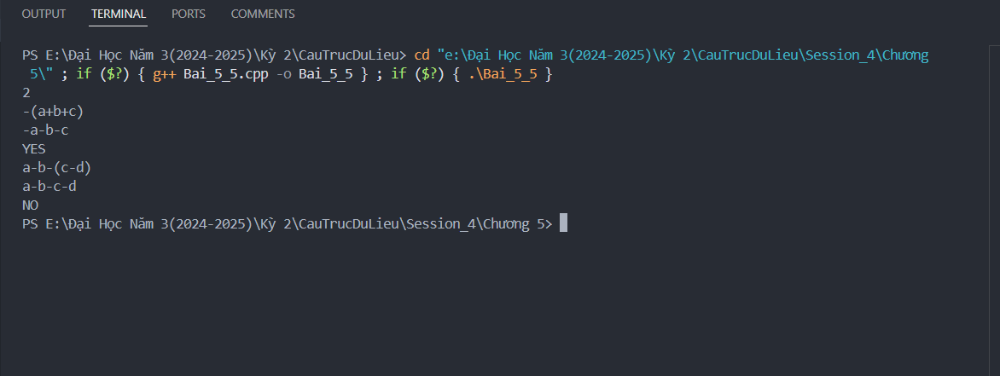 OUTPUT TERMINAL PORTS COMMENTS
PS E:\Đại Học Năm 3(2024-2025)\Kỳ 2\CauTrucDuLieu> cd "e:\Đại Học Năm 3(2024-2025)\Kỳ 2\CauTrucDuLieu\Session_4\Chương
5\" ; if ($?) { g++ Bai_5_5.cpp -o Bai_5_5 } ; if ($?) { .\Bai_5_5 }
2
-(a+b+c)
-a-b-c
YES
a-b-(c-d)
a-b-c-d
NO
PS E:\Đại Học Năm 3(2024-2025)\Kỳ 2\CauTrucDuLieu\Session_4\Chương 5>